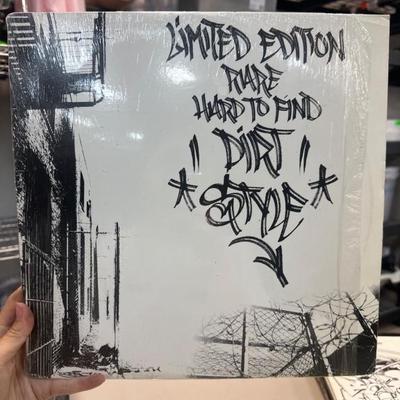 LIMITED EDITION
RARE
HARD TO FIND
"DIRT"
*STYLE*